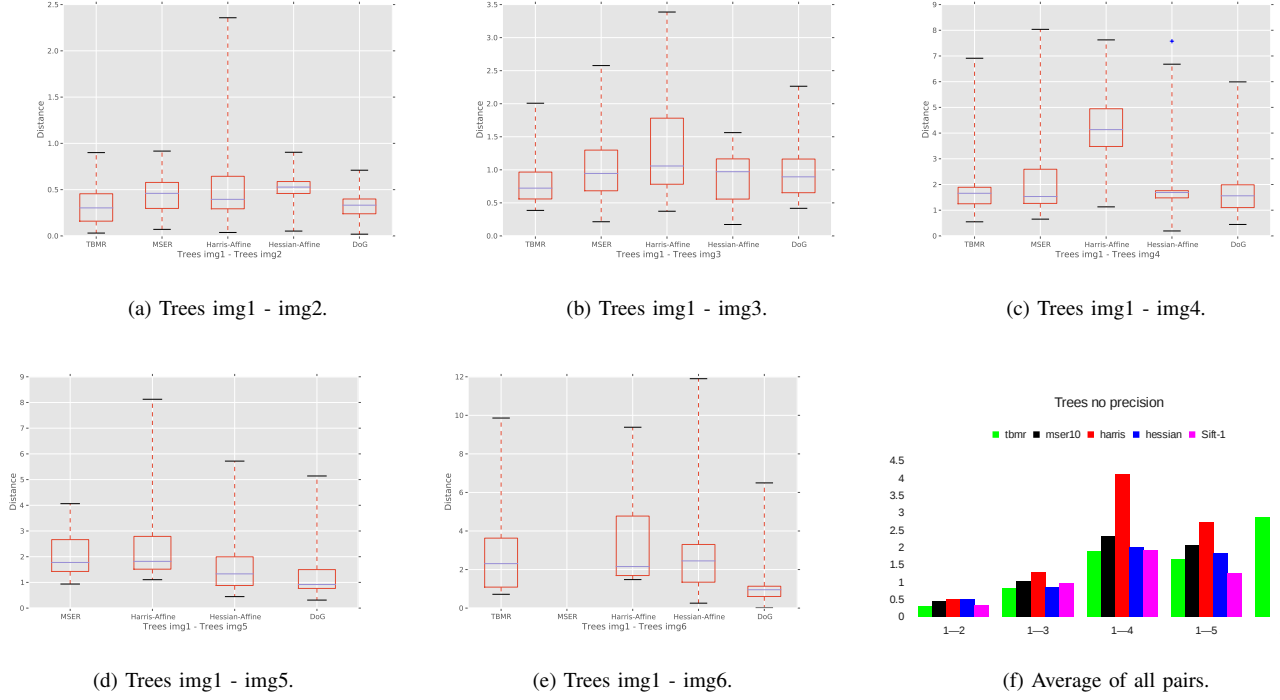 2.5
2.0
1.5
1.0
0.5
0.0
Distance
TBMR MSER Harris-Affine Hessian-Affine DoG
Trees img1 - Trees img2
(a) Trees img1 - img2.
3.5
3.0
2.5
2.0
1.5
1.0
0.5
0.0
Distance
TBMR MSER Harris-Affine Hessian-Affine DoG
Trees img1 - Trees img3
(b) Trees img1 - img3.
9
8
7
6
5
4
3
2
1
0
Distance
TBMR MSER Harris-Affine Hessian-Affine DoG
Trees img1 - Trees img4
(c) Trees img1 - img4.
9
8
7
6
5
4
3
2
1
0
Distance
MSER Harris-Affine Hessian-Affine DoG
Trees img1 - Trees img5
(d) Trees img1 - img5.
12
10
8
6
4
2
0
Distance
TBMR MSER Harris-Affine Hessian-Affine DoG
Trees img1 - Trees img6
(e) Trees img1 - img6.
Trees no precision
tbmr mser10 harris hessian Sift-1
4.5
4
3.5
3
2.5
2
1.5
1
0.5
0
1—2 1—3 1—4 1—5
(f) Average of all pairs.